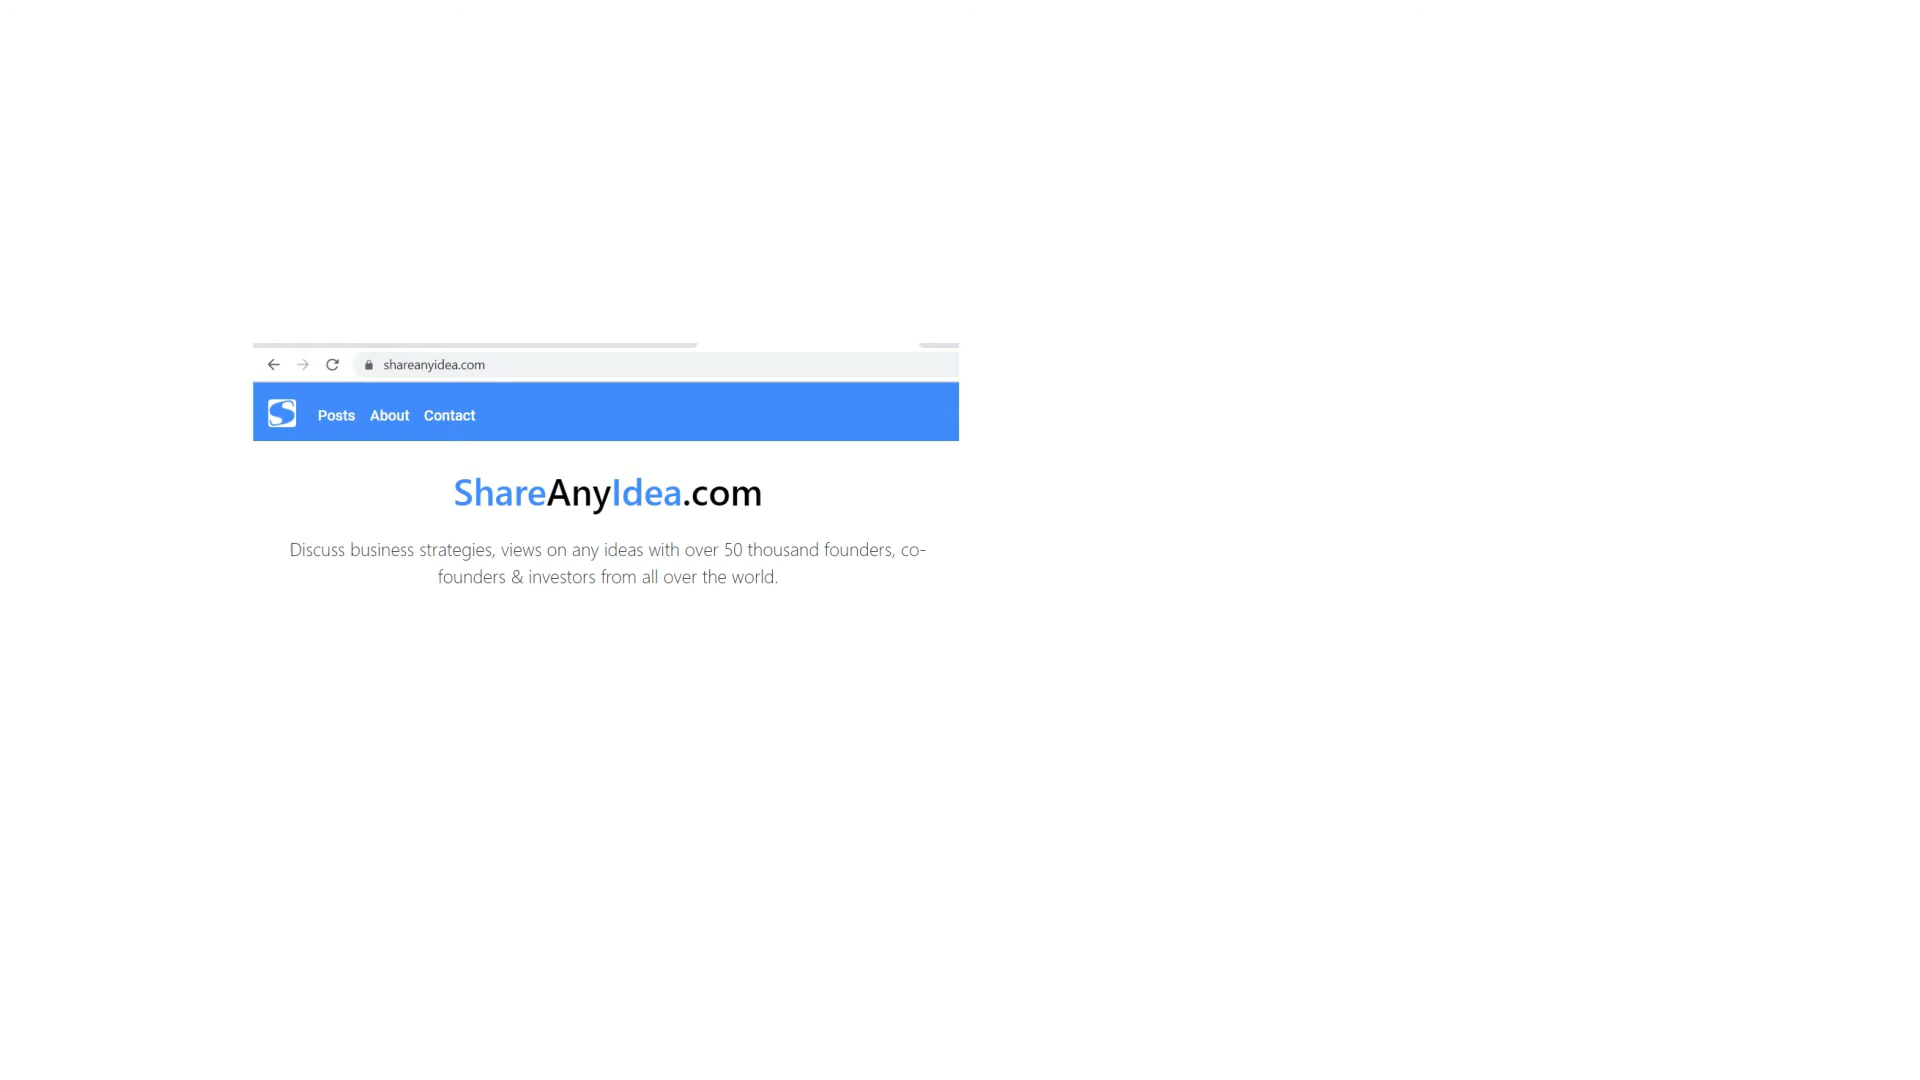 shareanyidea.com
Posts About Contact
ShareAnyIdea.com
Discuss business strategies, views on any ideas with over 50 thousand founders, co-
founders & investors from all over the world.